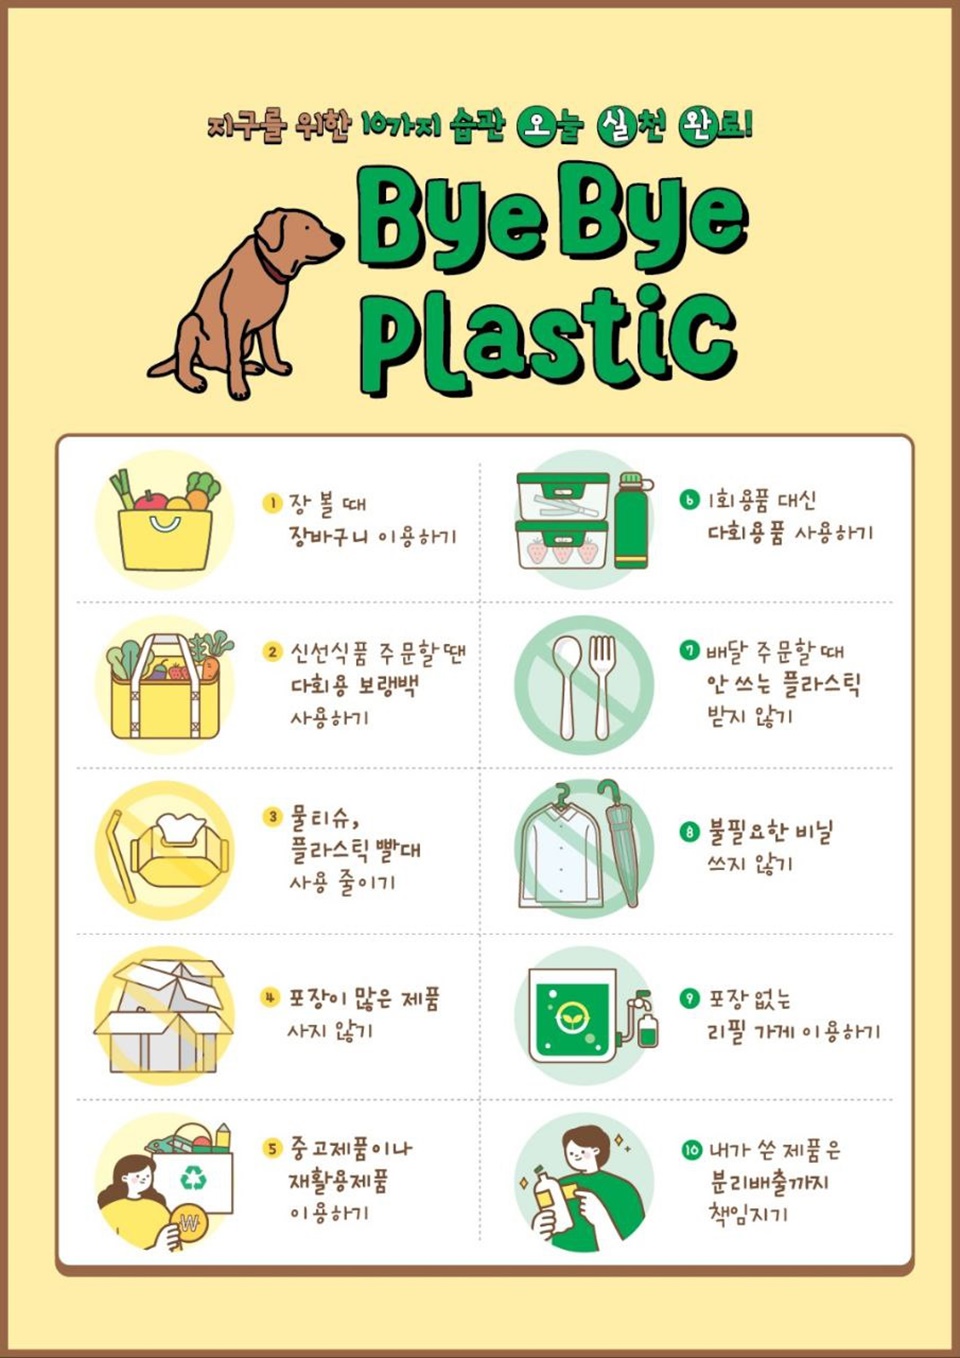 지구를 위한 10가지 습관 오늘 실천 완료!
Bye Bye
Plastic
1 장 볼 때
장바구니 이용하기
2 신선식품 주문할 땐
다회용 보랭백
사용하기
3 물티슈,
플라스틱 빨대
사용 줄이기
4 포장이 많은 제품
사지 않기
5 중고제품이나
재활용제품
이용하기
₩
6 1회용품 대신
다회용품 사용하기
7 배달 주문할 때
안 쓰는 플라스틱
받지 않기
8 불필요한 비닐
쓰지 않기
9 포장 없는
리필 가게 이용하기
10 내가 쓴 제품은
분리배출까지
책임지기